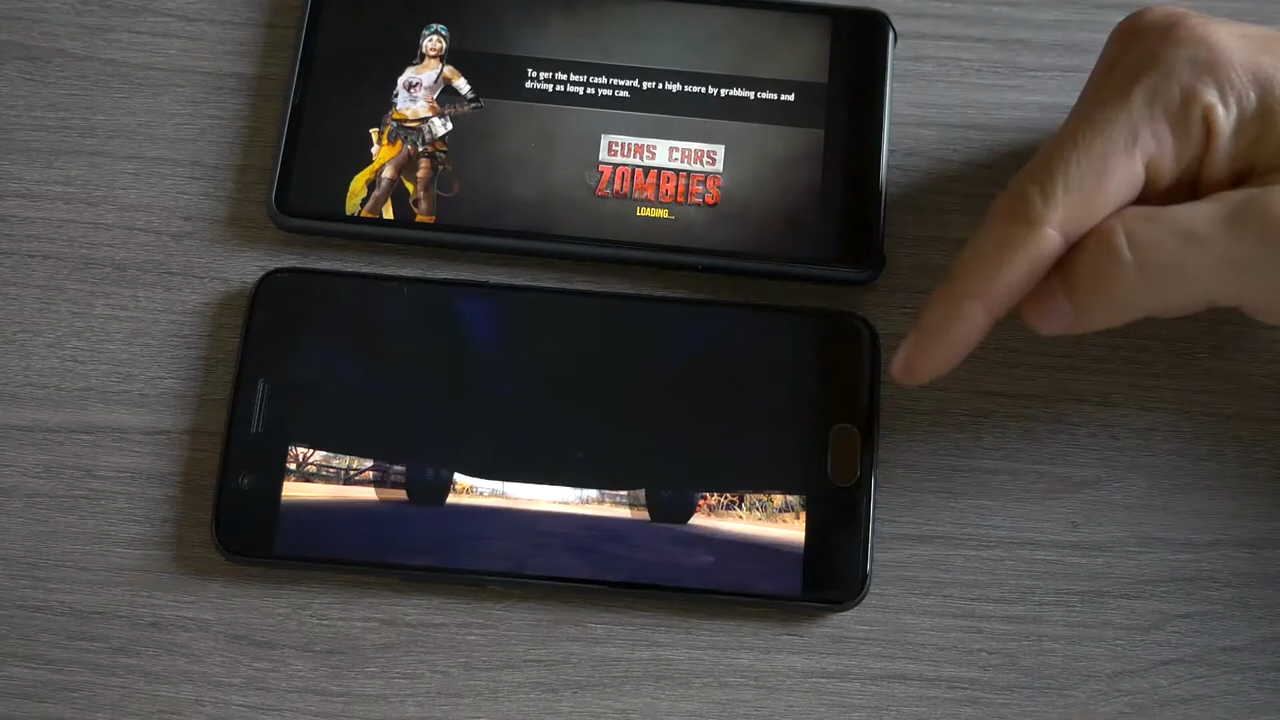 To get the best cash reward, get a high score by grabbing coins and
driving as long as you can.
GUNS CARS
ZOMBIES
LOADING...